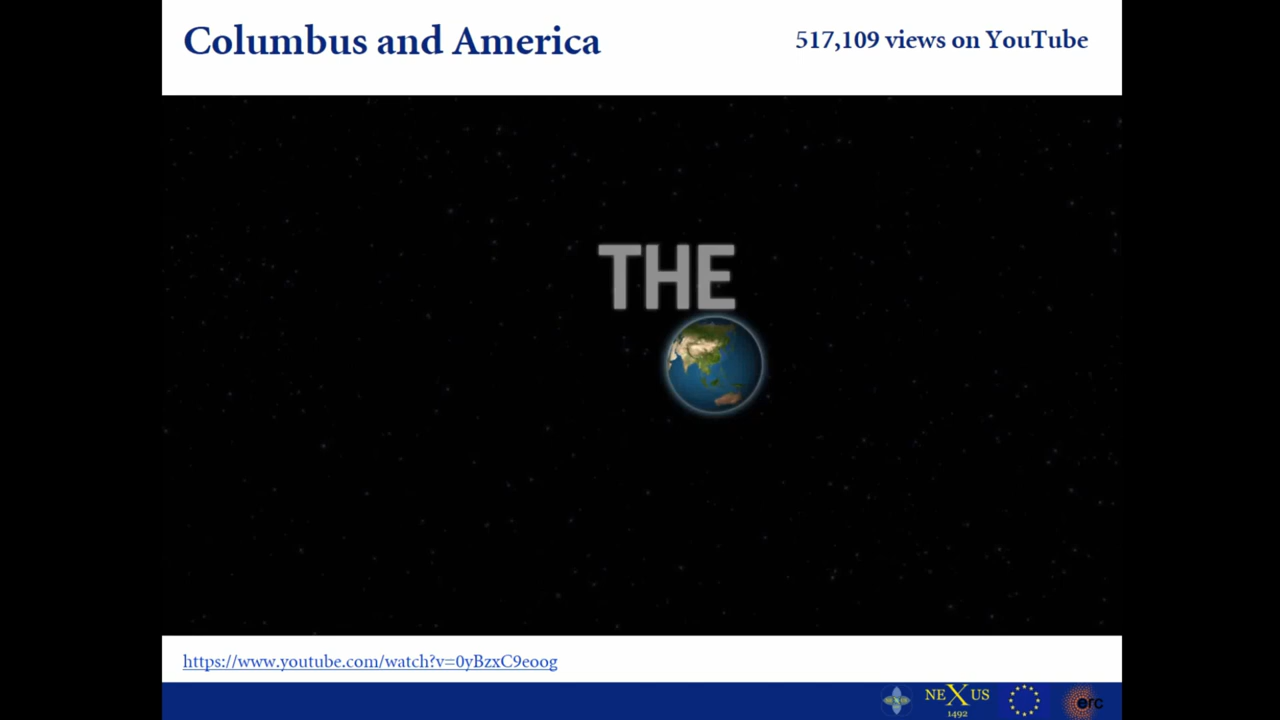 Columbus and America
517,109 views on YouTube
THE
https://www.youtube.com/watch?v=0yBzxC9eoog
NEXUS
1492
erc